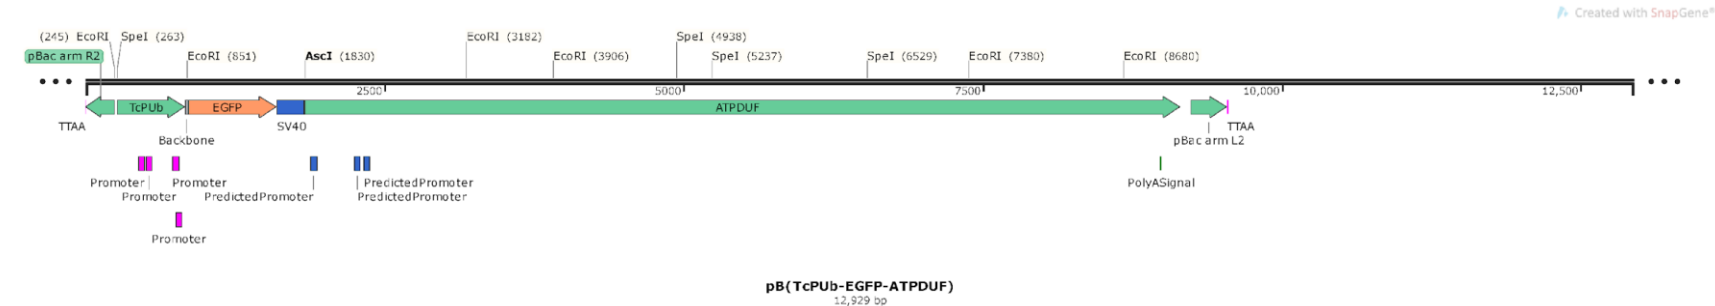 Created with SnapGene®
(245) EcoRI SpeI (263) EcoRI (3182) SpeI (4938)
pBac arm R2 EcoRI (851) AscI (1830) EcoRI (3906) SpeI (5237) SpeI (6529) EcoRI (7380) EcoRI (8680)
2500 5000 7500 10,000 12,500
TcPUb EGFP ATPDUF
TTAA SV40 TTAA
Backbone pBac arm L2
Promoter Promoter PredictedPromoter PolyASignal
Promoter PredictedPromoter PredictedPromoter
Promoter
pB(TcPUb-EGFP-ATPDUF)
12,929 bp